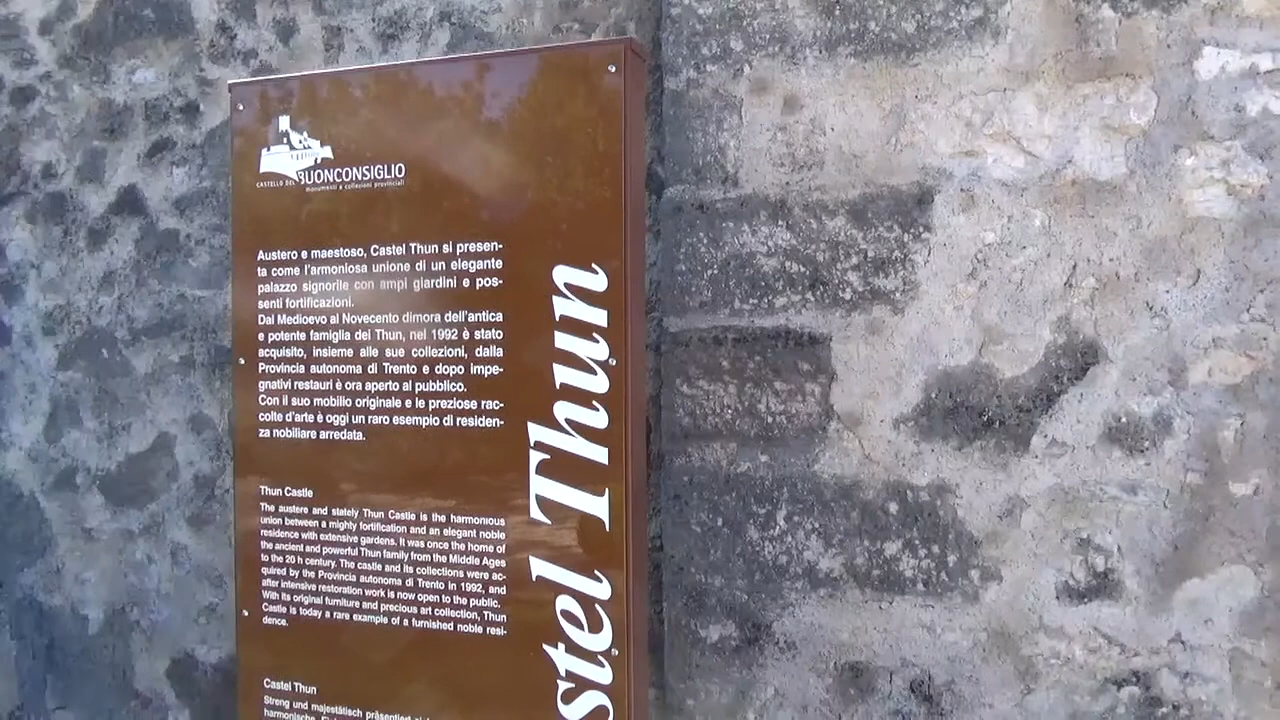 CASTELLO DEL BUONCONSIGLIO
monumenti e collezioni provinciali
Austero e maestoso, Castel Thun si presen-
ta come l'armoniosa unione di un elegante
palazzo signorile con ampi giardini e pos-
senti fortificazioni.
Dal Medioevo al Novecento dimora dell'antica
e potente famiglia dei Thun, nel 1992 è stato
acquisito, insieme alle sue collezioni, dalla
Provincia autonoma di Trento e dopo impe-
gnativi restauri è ora aperto al pubblico.
Con il suo mobilio originale e le preziose rac-
colte d'arte è oggi un raro esempio di residen-
za nobiliare arredata.
Thun Castle
The austere and stately Thun Castle is the harmonious
union between a mighty fortification and an elegant noble
residence with extensive gardens. It was once the home of
the ancient and powerful Thun family from the Middle Ages
to the 20 h century. The castle and its collections were ac-
quired by the Provincia autonoma di Trento in 1992, and
after intensive restoration work is now open to the public.
With its original furniture and precious art collection, Thun
Castle is today a rare example of a furnished noble resi-
dence.
Castel Thun
Streng und majestätisch präsentiert
harmonische
stel Thun